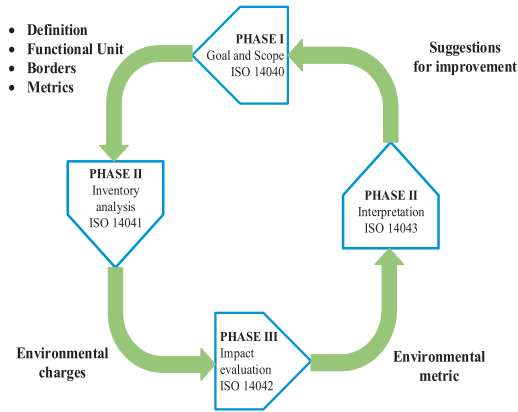 • Definition
• Functional Unit
• Borders
• Metrics
PHASE I
Goal and Scope
ISO 14040
Suggestions
for improvement
PHASE II
Inventory
analysis
ISO 14041
PHASE II
Interpretation
ISO 14043
PHASE III
Impact
evaluation
ISO 14042
Environmental
charges
Environmental
metric